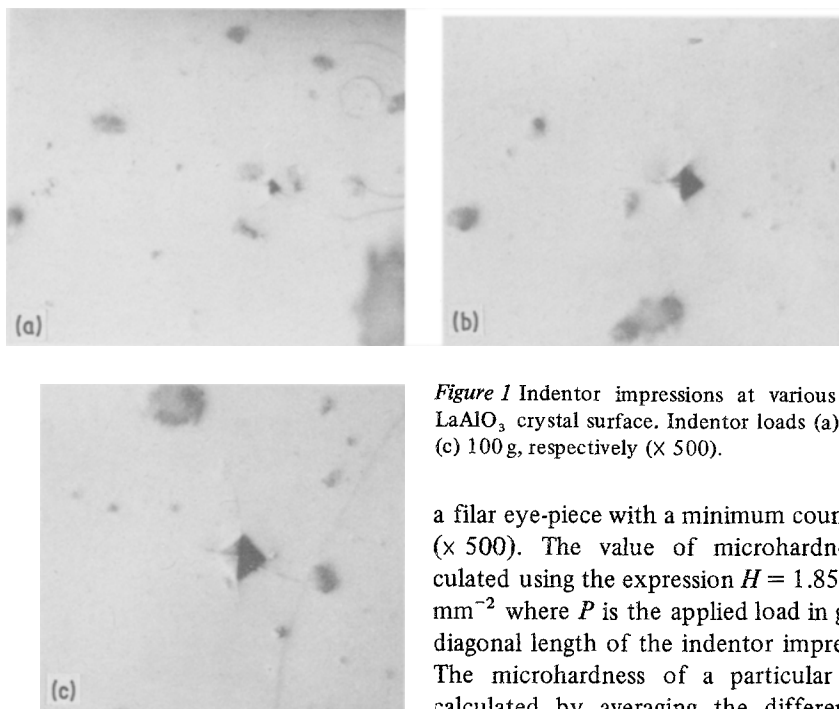 (a)
(b)
(c)
Figure 1 Indentor impressions at various
LaAlO₃ crystal surface. Indentor loads (a)
(c) 100 g, respectively (× 500).
a filar eye-piece with a minimum coun
(× 500). The value of microhardn
culated using the expression H = 1.85
mm⁻² where P is the applied load in g
diagonal length of the indentor impre
The microhardness of a particular
calculated by averaging the differen